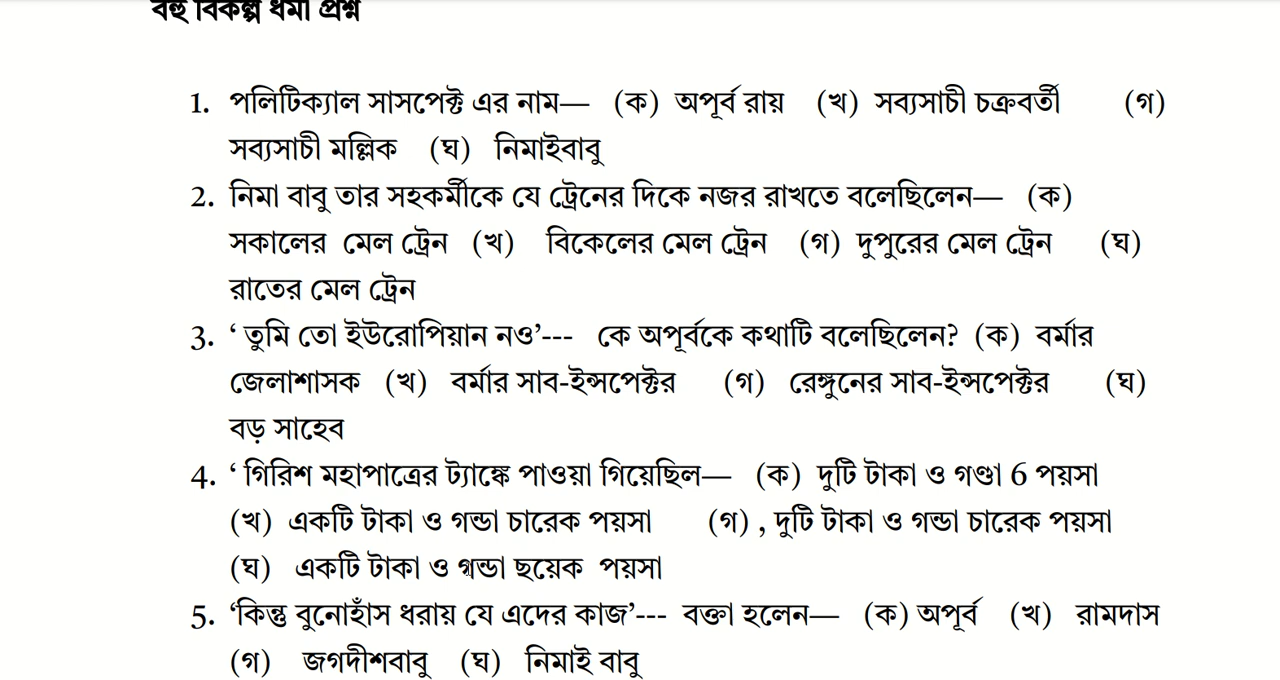 বহু বিকল্প ধর্মী প্রশ্ন
1. পলিটিক্যাল সাসপেক্ট এর নাম— (ক) অপূর্ব রায় (খ) সব্যসাচী চক্রবর্তী (গ)
সব্যসাচী মল্লিক (ঘ) নিমাইবাবু
2. নিমা বাবু তার সহকর্মীকে যে ট্রেনের দিকে নজর রাখতে বলেছিলেন— (ক)
সকালের মেল ট্রেন (খ) বিকেলের মেল ট্রেন (গ) দুপুরের মেল ট্রেন (ঘ)
রাতের মেল ট্রেন
3. ‘ তুমি তো ইউরোপিয়ান নও’--- কে অপূর্বকে কথাটি বলেছিলেন? (ক) বর্মার
জেলাশাসক (খ) বর্মার সাব-ইন্সপেক্টর (গ) রেঙ্গুনের সাব-ইন্সপেক্টর (ঘ)
বড় সাহেব
4. ‘ গিরিশ মহাপাত্রের ট্যাঙ্কে পাওয়া গিয়েছিল— (ক) দুটি টাকা ও গণ্ডা 6 পয়সা
(খ) একটি টাকা ও গন্ডা চারেক পয়সা (গ) , দুটি টাকা ও গন্ডা চারেক পয়সা
(ঘ) একটি টাকা ও গন্ডা ছয়েক পয়সা
5. ‘কিন্তু বুনোহাঁস ধরায় যে এদের কাজ’--- বক্তা হলেন— (ক) অপূর্ব (খ) রামদাস
(গ) জগদীশবাবু (ঘ) নিমাই বাবু